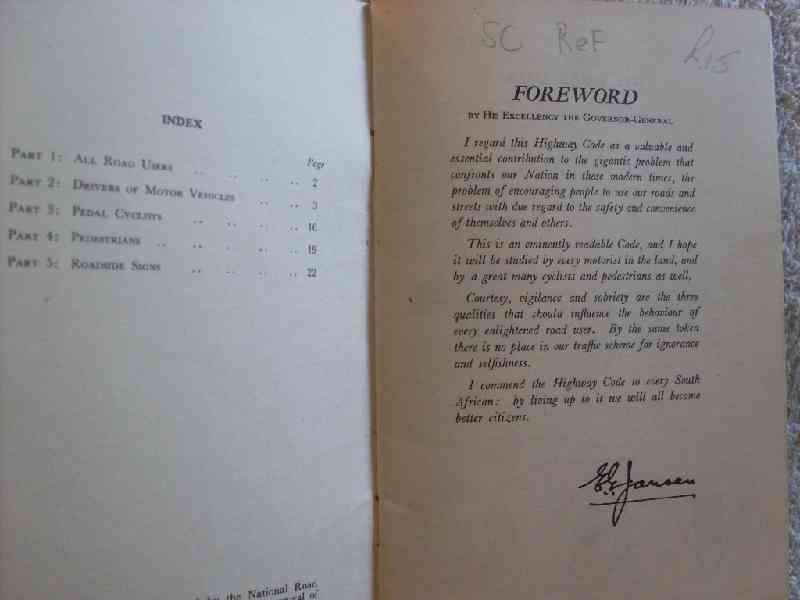 INDEX
Page
PART 1: ALL ROAD USERS .. .. .. .. 2
PART 2: DRIVERS OF MOTOR VEHICLES .. .. 3
PART 3: PEDAL CYCLISTS .. .. .. .. 16
PART 4: PEDESTRIANS .. .. .. .. .. 19
PART 5: ROADSIDE SIGNS .. .. .. .. 22
the National Road
of
SC ReF
R15
FOREWORD
BY HIS EXCELLENCY THE GOVERNOR-GENERAL
I regard this Highway Code as a valuable and
essential contribution to the gigantic problem that
confronts our Nation in these modern times, the
problem of encouraging people to use our roads and
streets with due regard to the safety and convenience
of themselves and others.
This is an eminently readable Code, and I hope
it will be studied by every motorist in the land, and
by a great many cyclists and pedestrians as well.
Courtesy, vigilance and sobriety are the three
qualities that should influence the behaviour of
every enlightened road user. By the same token
there is no place in our traffic scheme for ignorance
and selfishness.
I commend the Highway Code to every South
African: by living up to it we will all become
better citizens.
E.G. Jansen